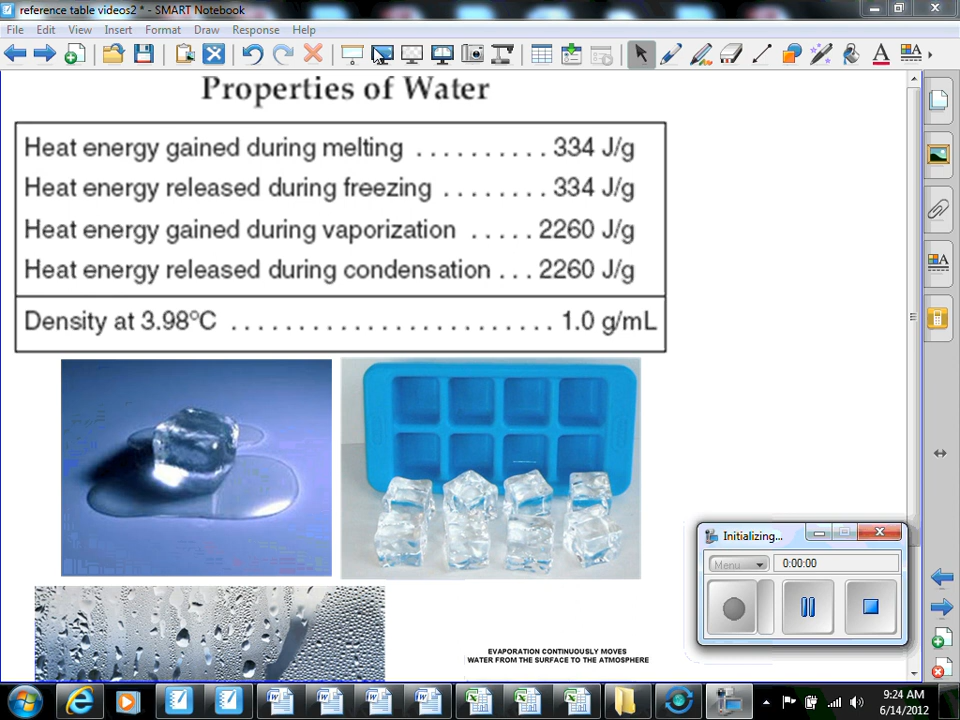 reference table videos2 * - SMART Notebook
File Edit View Insert Format Draw Response Help
Properties of Water
Heat energy gained during melting . . . . . . . . . . 334 J/g
Heat energy released during freezing . . . . . . . . 334 J/g
Heat energy gained during vaporization . . . . . 2260 J/g
Heat energy released during condensation . . . 2260 J/g
Density at 3.98°C . . . . . . . . . . . . . . . . . . . . . . . . 1.0 g/mL
Initializing...
Menu 0:00:00
EVAPORATION CONTINUOUSLY MOVES
WATER FROM THE SURFACE TO THE ATMOSPHERE
9:24 AM
6/14/2012